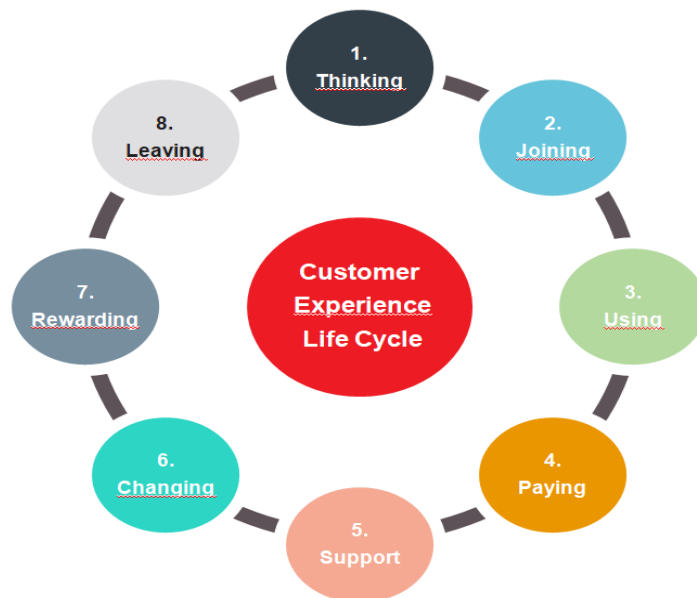 1.
Thinking
2.
Joining
3.
Using
4.
Paying
5.
Support
6.
Changing
7.
Rewarding
8.
Leaving
Customer
Experience
Life Cycle